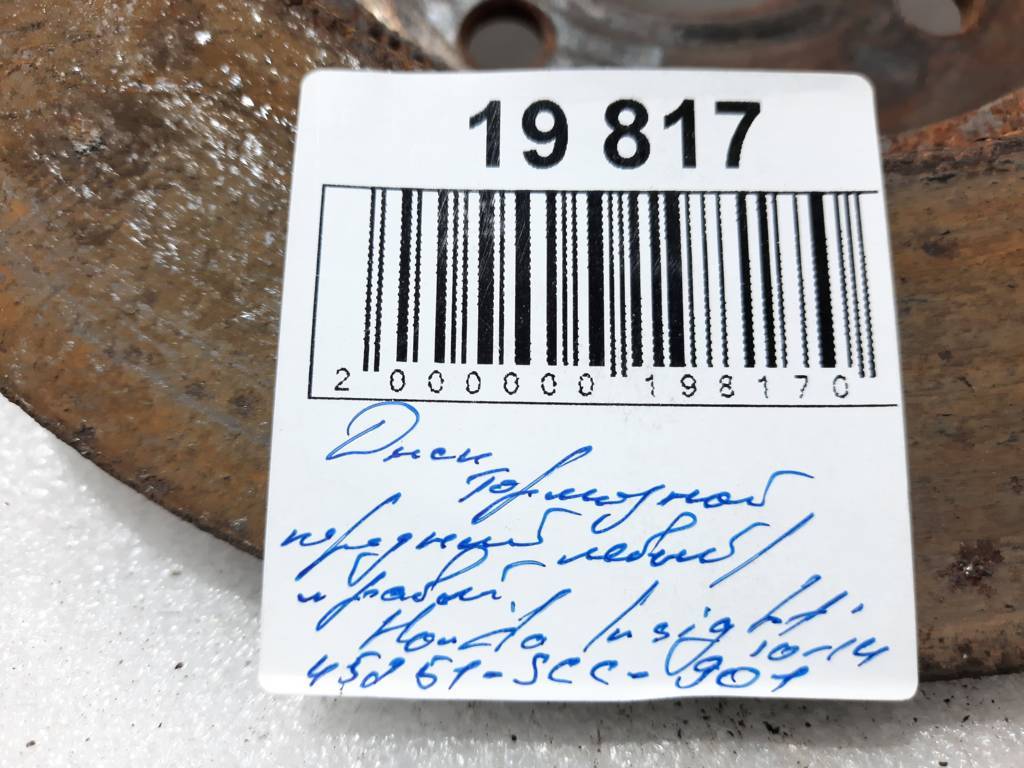 19 817
2 000000 198170
Диск
тормозной
передний левый/
правый
Honda Insight
10-14
45251-SCC-901